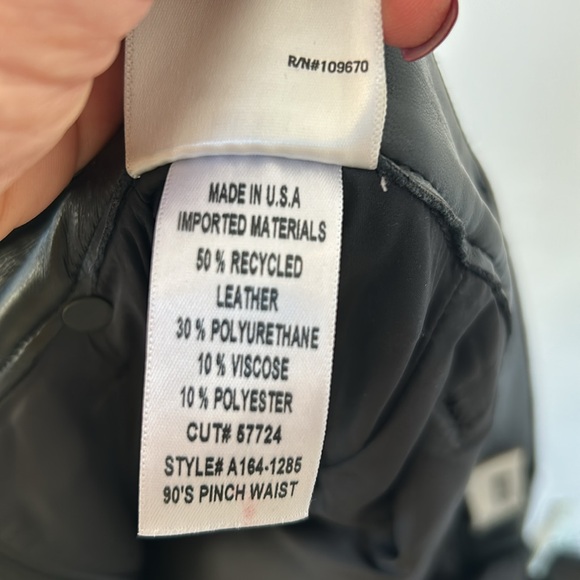 R/N#109670
MADE IN U.S.A
IMPORTED MATERIALS
50 % RECYCLED
LEATHER
30 % POLYURETHANE
10 % VISCOSE
10 % POLYESTER
CUT# 57724
STYLE# A164-1285
90'S PINCH WAIST